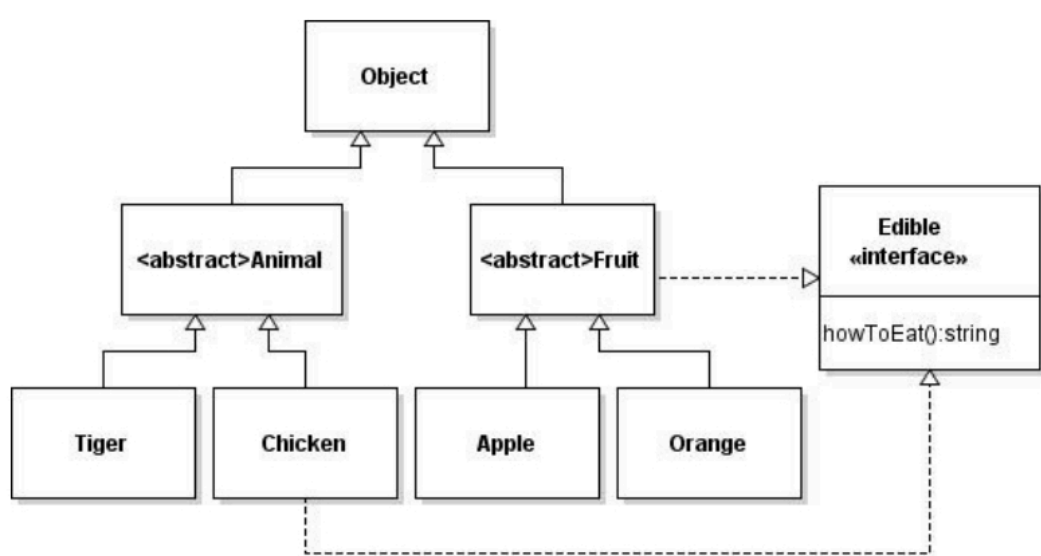 Object
<abstract>Animal
<abstract>Fruit
Edible
«interface»
howToEat():string
Tiger
Chicken
Apple
Orange